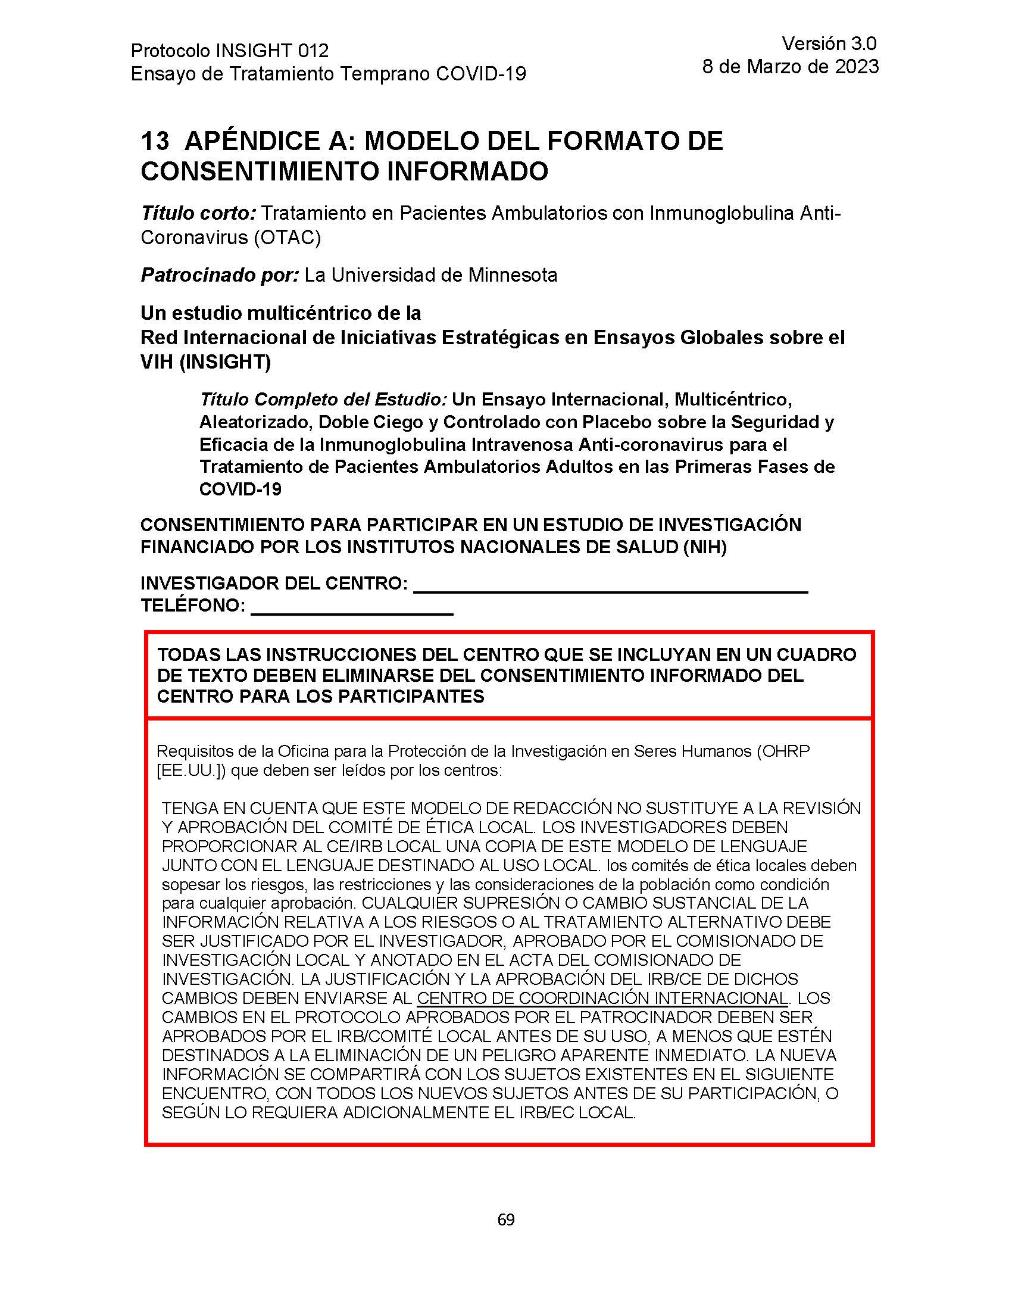 Protocolo INSIGHT 012
Ensayo de Tratamiento Temprano COVID-19
Versión 3.0
8 de Marzo de 2023
13 APÉNDICE A: MODELO DEL FORMATO DE
CONSENTIMIENTO INFORMADO
Título corto: Tratamiento en Pacientes Ambulatorios con Inmunoglobulina Anti-
Coronavirus (OTAC)
Patrocinado por: La Universidad de Minnesota
Un estudio multicéntrico de la
Red Internacional de Iniciativas Estratégicas en Ensayos Globales sobre el
VIH (INSIGHT)
Título Completo del Estudio: Un Ensayo Internacional, Multicéntrico,
Aleatorizado, Doble Ciego y Controlado con Placebo sobre la Seguridad y
Eficacia de la Inmunoglobulina Intravenosa Anti-coronavirus para el
Tratamiento de Pacientes Ambulatorios Adultos en las Primeras Fases de
COVID-19
CONSENTIMIENTO PARA PARTICIPAR EN UN ESTUDIO DE INVESTIGACIÓN
FINANCIADO POR LOS INSTITUTOS NACIONALES DE SALUD (NIH)
INVESTIGADOR DEL CENTRO:
TELÉFONO:
TODAS LAS INSTRUCCIONES DEL CENTRO QUE SE INCLUYAN EN UN CUADRO
DE TEXTO DEBEN ELIMINARSE DEL CONSENTIMIENTO INFORMADO DEL
CENTRO PARA LOS PARTICIPANTES
Requisitos de la Oficina para la Protección de la Investigación en Seres Humanos (OHRP
[EE.UU.]) que deben ser leídos por los centros:
TENGA EN CUENTA QUE ESTE MODELO DE REDACCIÓN NO SUSTITUYE A LA REVISIÓN
Y APROBACIÓN DEL COMITÉ DE ÉTICA LOCAL. LOS INVESTIGADORES DEBEN
PROPORCIONAR AL CE/IRB LOCAL UNA COPIA DE ESTE MODELO DE LENGUAJE
JUNTO CON EL LENGUAJE DESTINADO AL USO LOCAL. los comités de ética locales deben
sopesar los riesgos, las restricciones y las consideraciones de la población como condición
para cualquier aprobación. CUALQUIER SUPRESIÓN O CAMBIO SUSTANCIAL DE LA
INFORMACIÓN RELATIVA A LOS RIESGOS O AL TRATAMIENTO ALTERNATIVO DEBE
SER JUSTIFICADO POR EL INVESTIGADOR, APROBADO POR EL COMISIONADO DE
INVESTIGACIÓN LOCAL Y ANOTADO EN EL ACTA DEL COMISIONADO DE
INVESTIGACIÓN. LA JUSTIFICACIÓN Y LA APROBACIÓN DEL IRB/CE DE DICHOS
CAMBIOS DEBEN ENVIARSE AL CENTRO DE COORDINACIÓN INTERNACIONAL. LOS
CAMBIOS EN EL PROTOCOLO APROBADOS POR EL PATROCINADOR DEBEN SER
APROBADOS POR EL IRB/COMITÉ LOCAL ANTES DE SU USO, A MENOS QUE ESTÉN
DESTINADOS A LA ELIMINACIÓN DE UN PELIGRO APARENTE INMEDIATO. LA NUEVA
INFORMACIÓN SE COMPARTIRÁ CON LOS SUJETOS EXISTENTES EN EL SIGUIENTE
ENCUENTRO, CON TODOS LOS NUEVOS SUJETOS ANTES DE SU PARTICIPACIÓN, O
SEGÚN LO REQUIERA ADICIONALMENTE EL IRB/EC LOCAL.
69